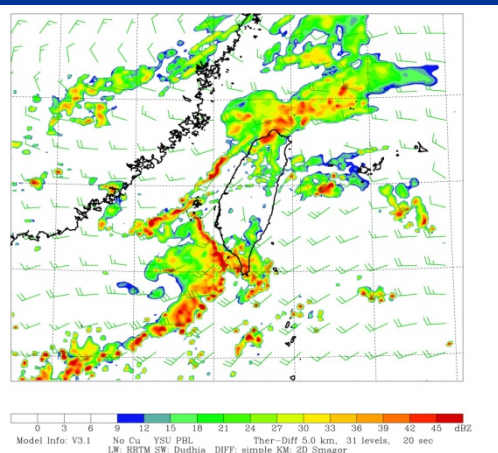 0 3 6 9 12 15 18 21 24 27 30 33 36 39 42 45 dBZ
Model Info: V3.1 No Cu YSU PBL Ther-Diff 5.0 km, 31 levels, 20 sec
LW: RRTM SW: Dudhia DIFF: simple KM: 2D Smagor